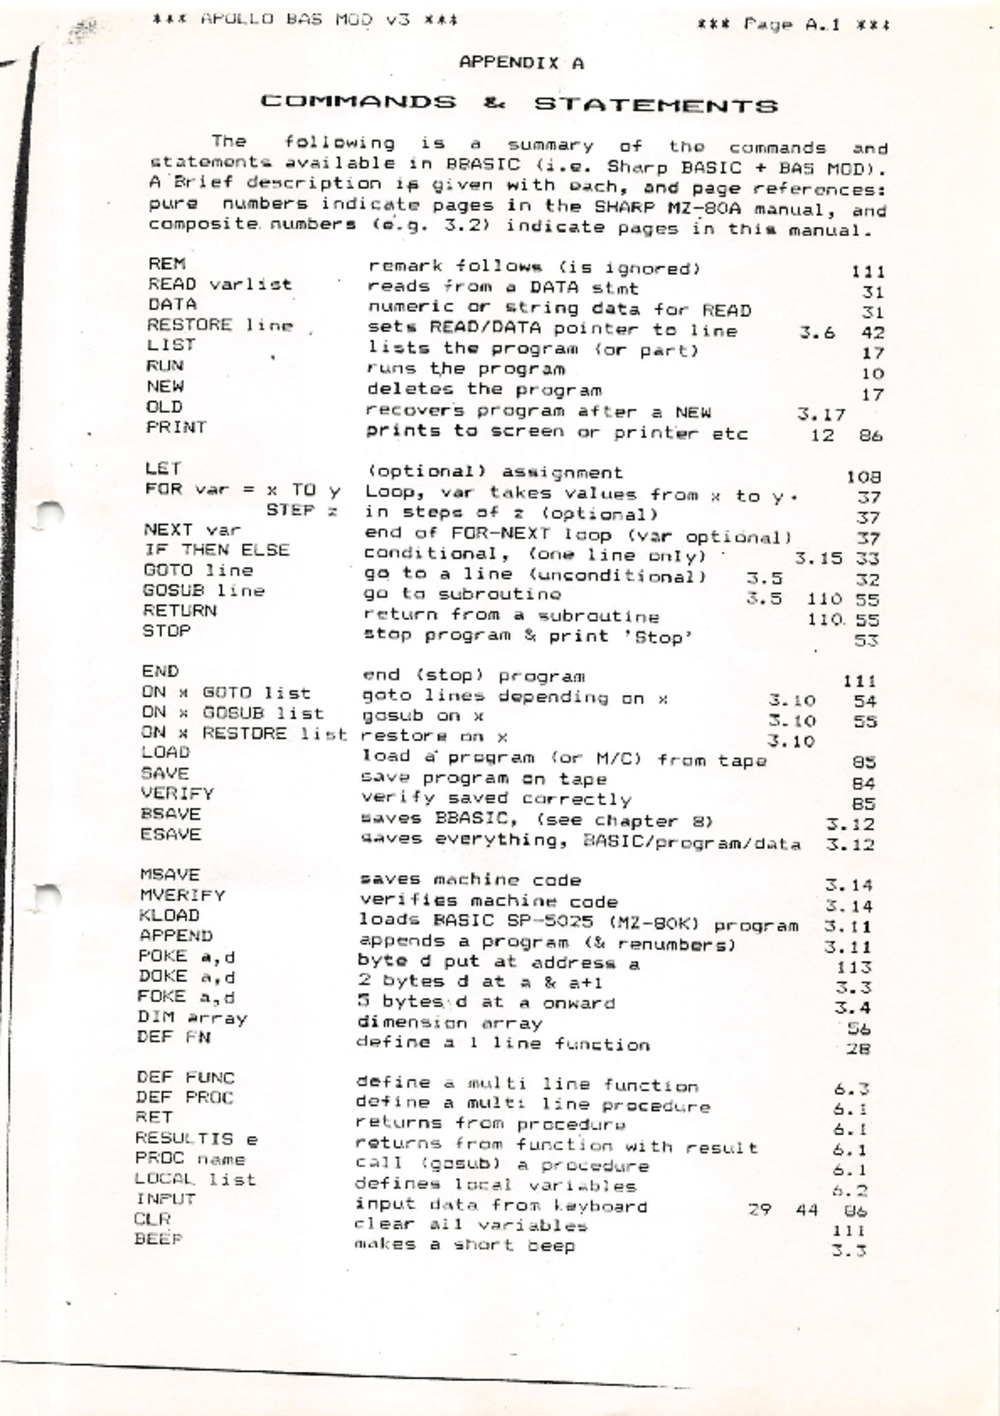 *** APOLLO BAS MOD v3 *** *** Page A.1 ***
APPENDIX A
COMMANDS & STATEMENTS
The following is a summary of the commands and
statements available in BBASIC (i.e. Sharp BASIC + BAS MOD).
A Brief description is given with each, and page references:
pure numbers indicate pages in the SHARP MZ-80A manual, and
composite numbers (e.g. 3.2) indicate pages in this manual.
REM remark follows (is ignored) 111
READ varlist reads from a DATA stmt 31
DATA numeric or string data for READ 31
RESTORE line sets READ/DATA pointer to line 3.6 42
LIST lists the program (or part) 17
RUN runs the program 10
NEW deletes the program 17
OLD recovers program after a NEW 3.17
PRINT prints to screen or printer etc 12 86
LET (optional) assignment 108
FOR var = x TO y Loop, var takes values from x to y. 37
STEP z in steps of z (optional) 37
NEXT var end of FOR-NEXT loop (var optional) 37
IF THEN ELSE conditional, (one line only) 3.15 33
GOTO line go to a line (unconditional) 3.5 32
GOSUB line go to subroutine 3.5 110 55
RETURN return from a subroutine 110 55
STOP stop program & print 'Stop' 53
END end (stop) program 111
ON x GOTO list goto lines depending on x 3.10 54
ON x GOSUB list gosub on x 3.10 55
ON x RESTORE list restore on x 3.10
LOAD load a program (or M/C) from tape 85
SAVE save program on tape 84
VERIFY verify saved correctly 85
BSAVE saves BBASIC, (see chapter 8) 3.12
ESAVE saves everything, BASIC/program/data 3.12
MSAVE saves machine code 3.14
MVERIFY verifies machine code 3.14
KLOAD loads BASIC SP-5025 (MZ-80K) program 3.11
APPEND appends a program (& renumbers) 3.11
POKE a,d byte d put at address a 113
DOKE a,d 2 bytes d at a & a+1 3.3
FOKE a,d 5 bytes d at a onward 3.4
DIM array dimension array 56
DEF FN define a 1 line function 28
DEF FUNC define a multi line function 6.3
DEF PROC define a multi line procedure 6.1
RET returns from procedure 6.1
RESULTIS e returns from function with result 6.1
PROC name call (gosub) a procedure 6.1
LOCAL list defines local variables 6.2
INPUT input data from keyboard 29 44 86
CLR clear all variables 111
BEEP makes a short beep 3.3